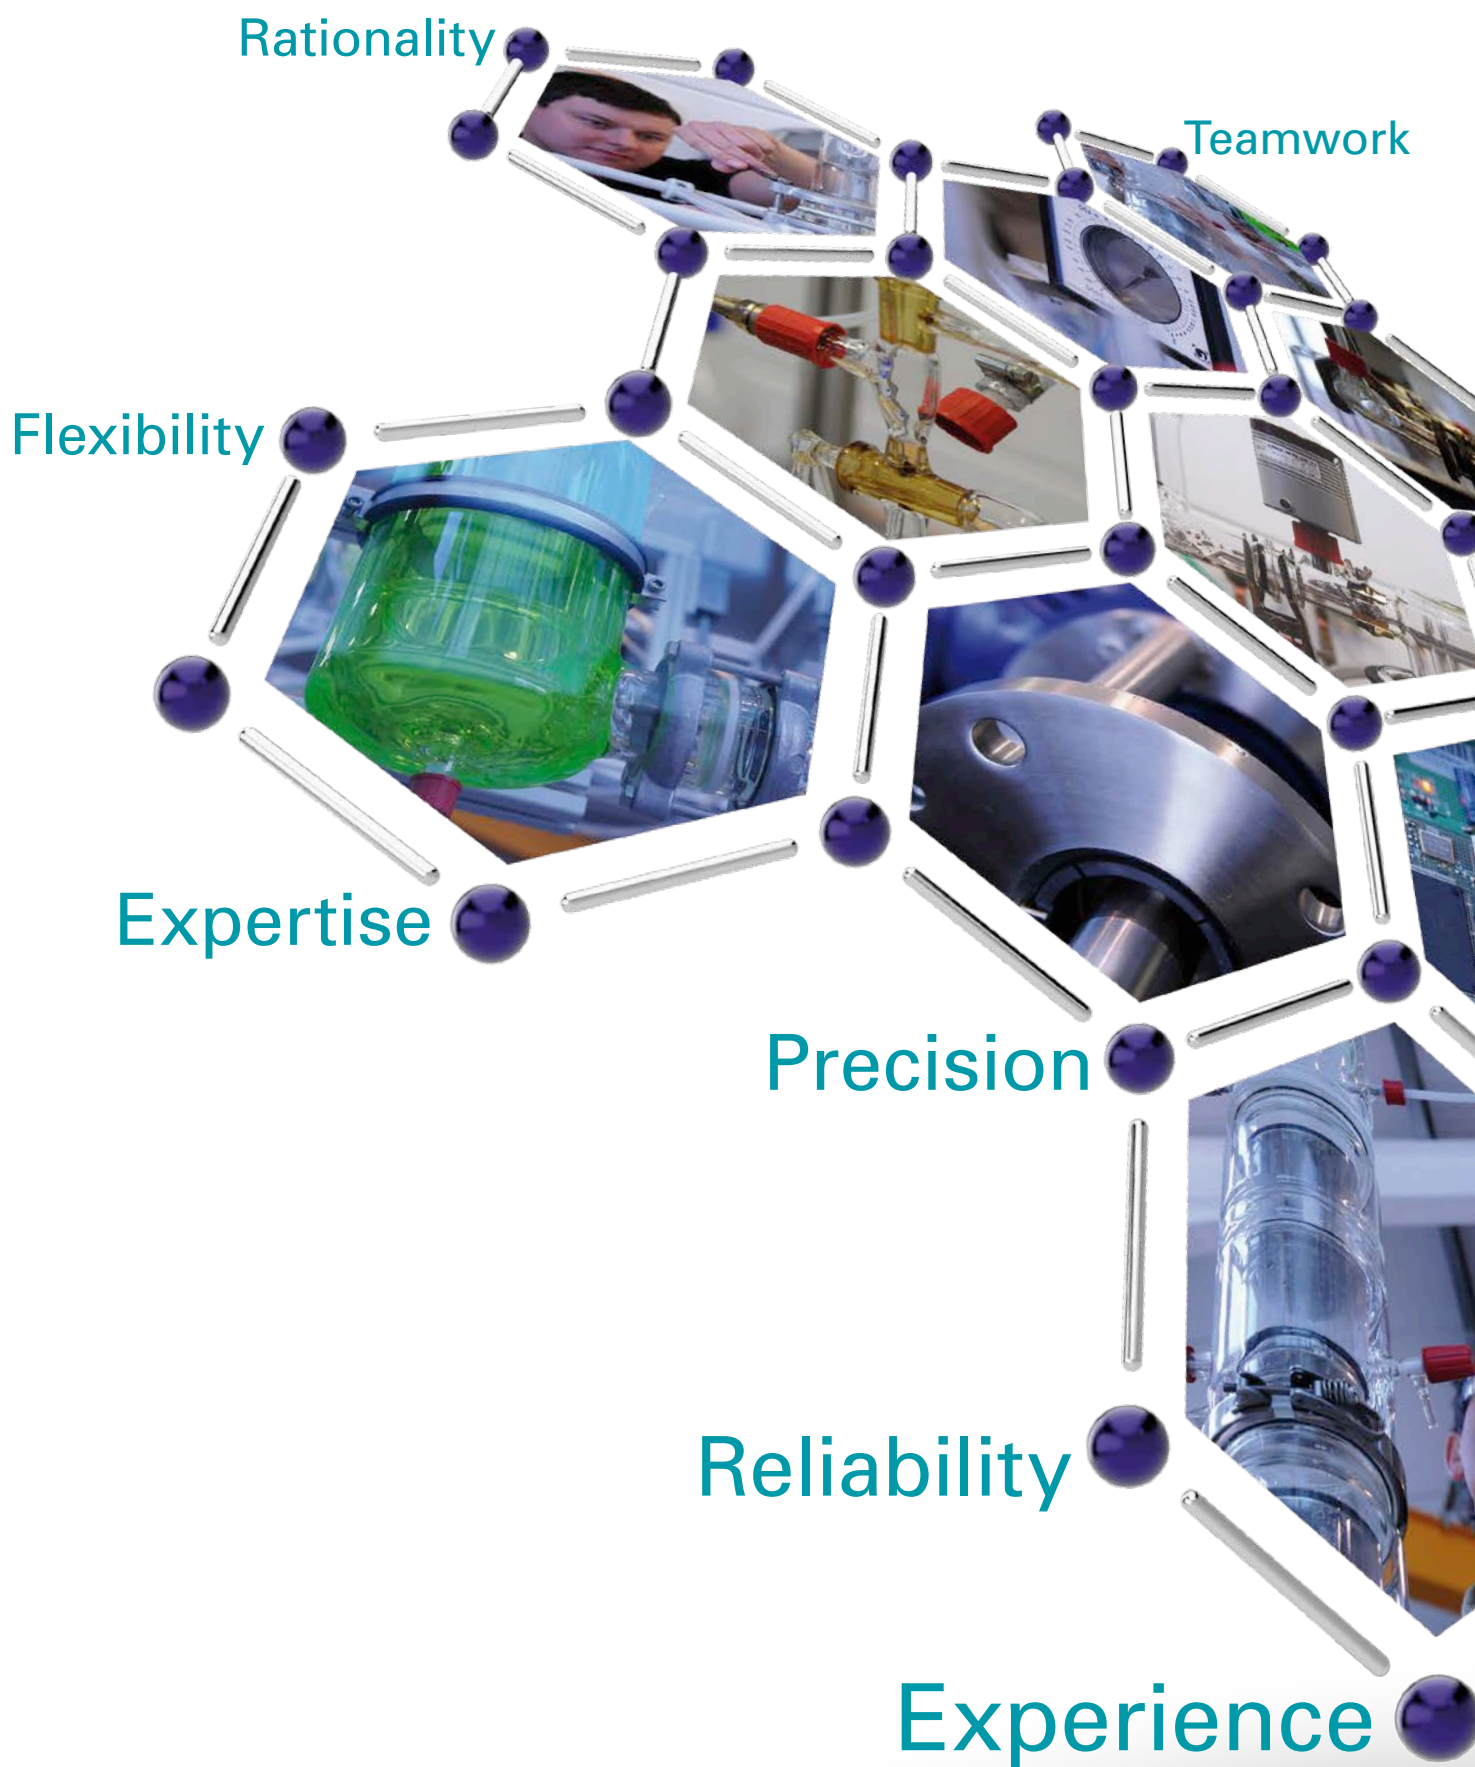 Rationality
Teamwork
Flexibility
Expertise
Precision
Reliability
Experience